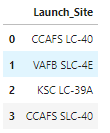 Launch_Site
0 CCAFS LC-40
1 VAFB SLC-4E
2 KSC LC-39A
3 CCAFS SLC-40